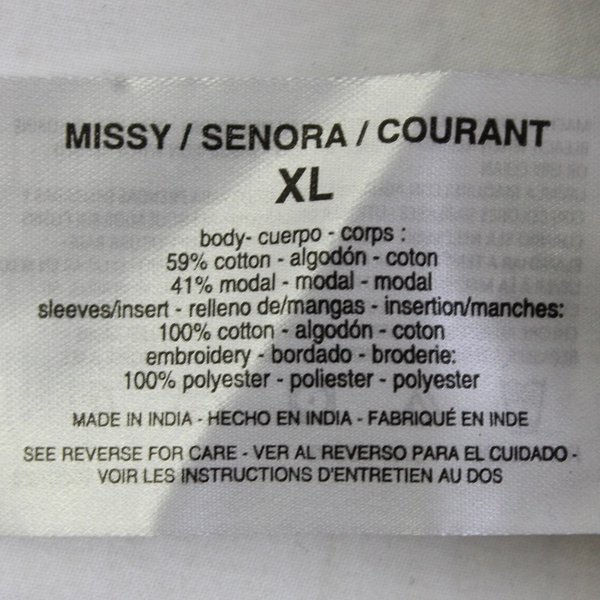 MISSY / SENORA / COURANT
XL
body- cuerpo - corps :
59% cotton - algodón - coton
41% modal - modal - modal
sleeves/insert - relleno de/mangas - insertion/manches:
100% cotton - algodón - coton
embroidery - bordado - broderie:
100% polyester - poliester - polyester
MADE IN INDIA - HECHO EN INDIA - FABRIQUÉ EN INDE
SEE REVERSE FOR CARE - VER AL REVERSO PARA EL CUIDADO -
VOIR LES INSTRUCTIONS D'ENTRETIEN AU DOS